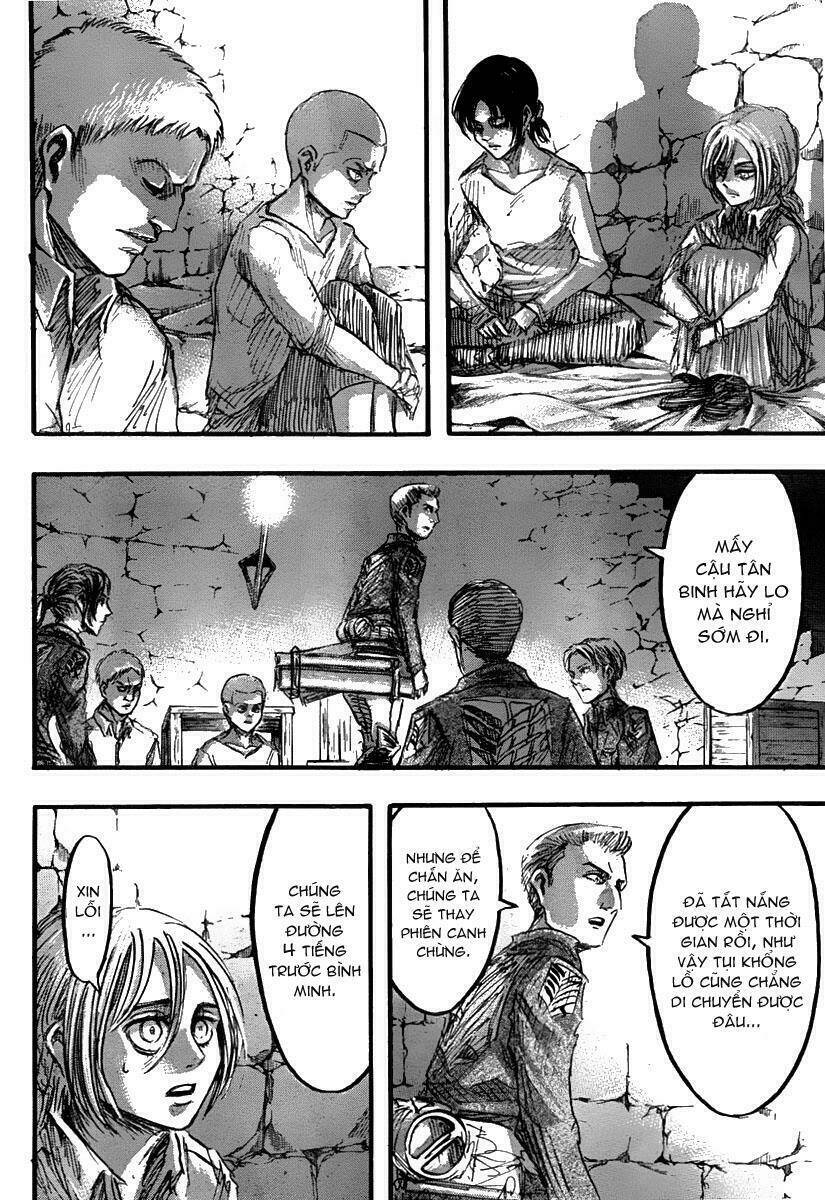 MẤY
CẬU TÂN
BINH HÃY LO
MÀ NGHỈ
SỚM ĐI.
ĐÃ TẮT NẮNG
ĐƯỢC MỘT THỜI
GIAN RỒI, NHƯ
VẬY TỤI KHỔNG
LỒ CŨNG CHẲNG
DI CHUYỂN ĐƯỢC
ĐÂU...
NHƯNG ĐỂ
CHẮN ĂN,
CHÚNG TA
SẼ THAY
PHIÊN CANH
CHỪNG.
CHÚNG
TA SẼ LÊN
ĐƯỜNG
4 TIẾNG
TRƯỚC BÌNH
MINH.
XIN
LỖI
...